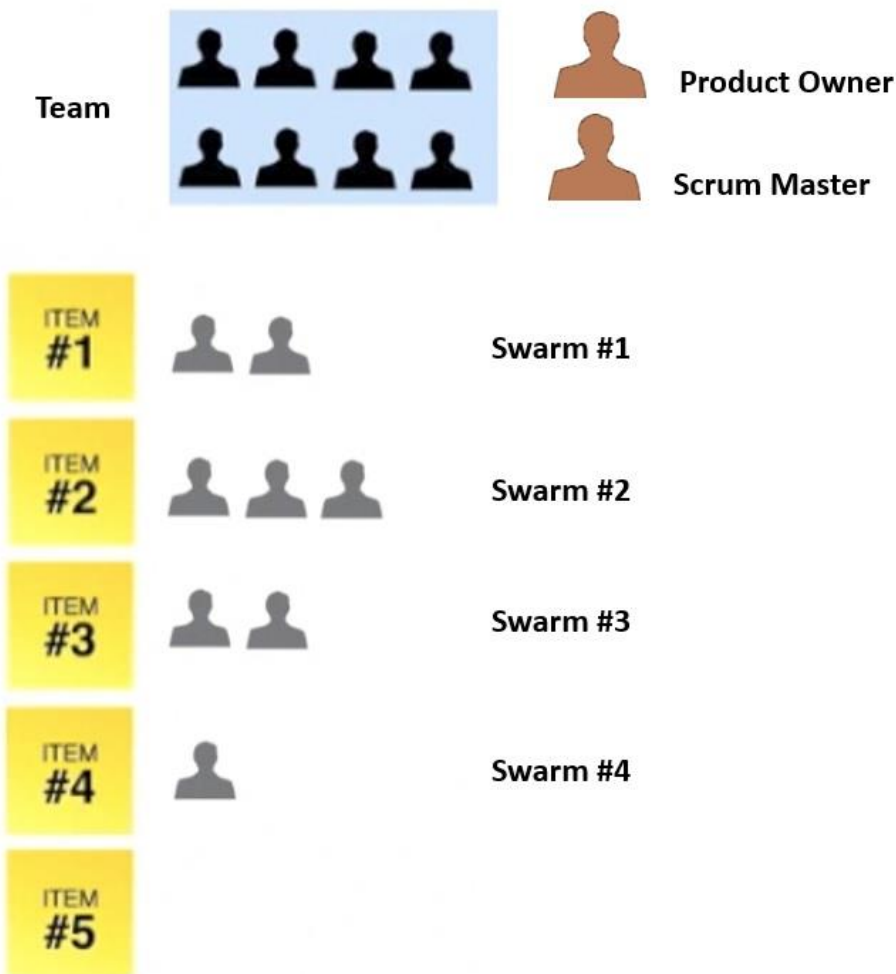 Team
Product Owner
Scrum Master
ITEM
#1
Swarm #1
ITEM
#2
Swarm #2
ITEM
#3
Swarm #3
ITEM
#4
Swarm #4
ITEM
#5